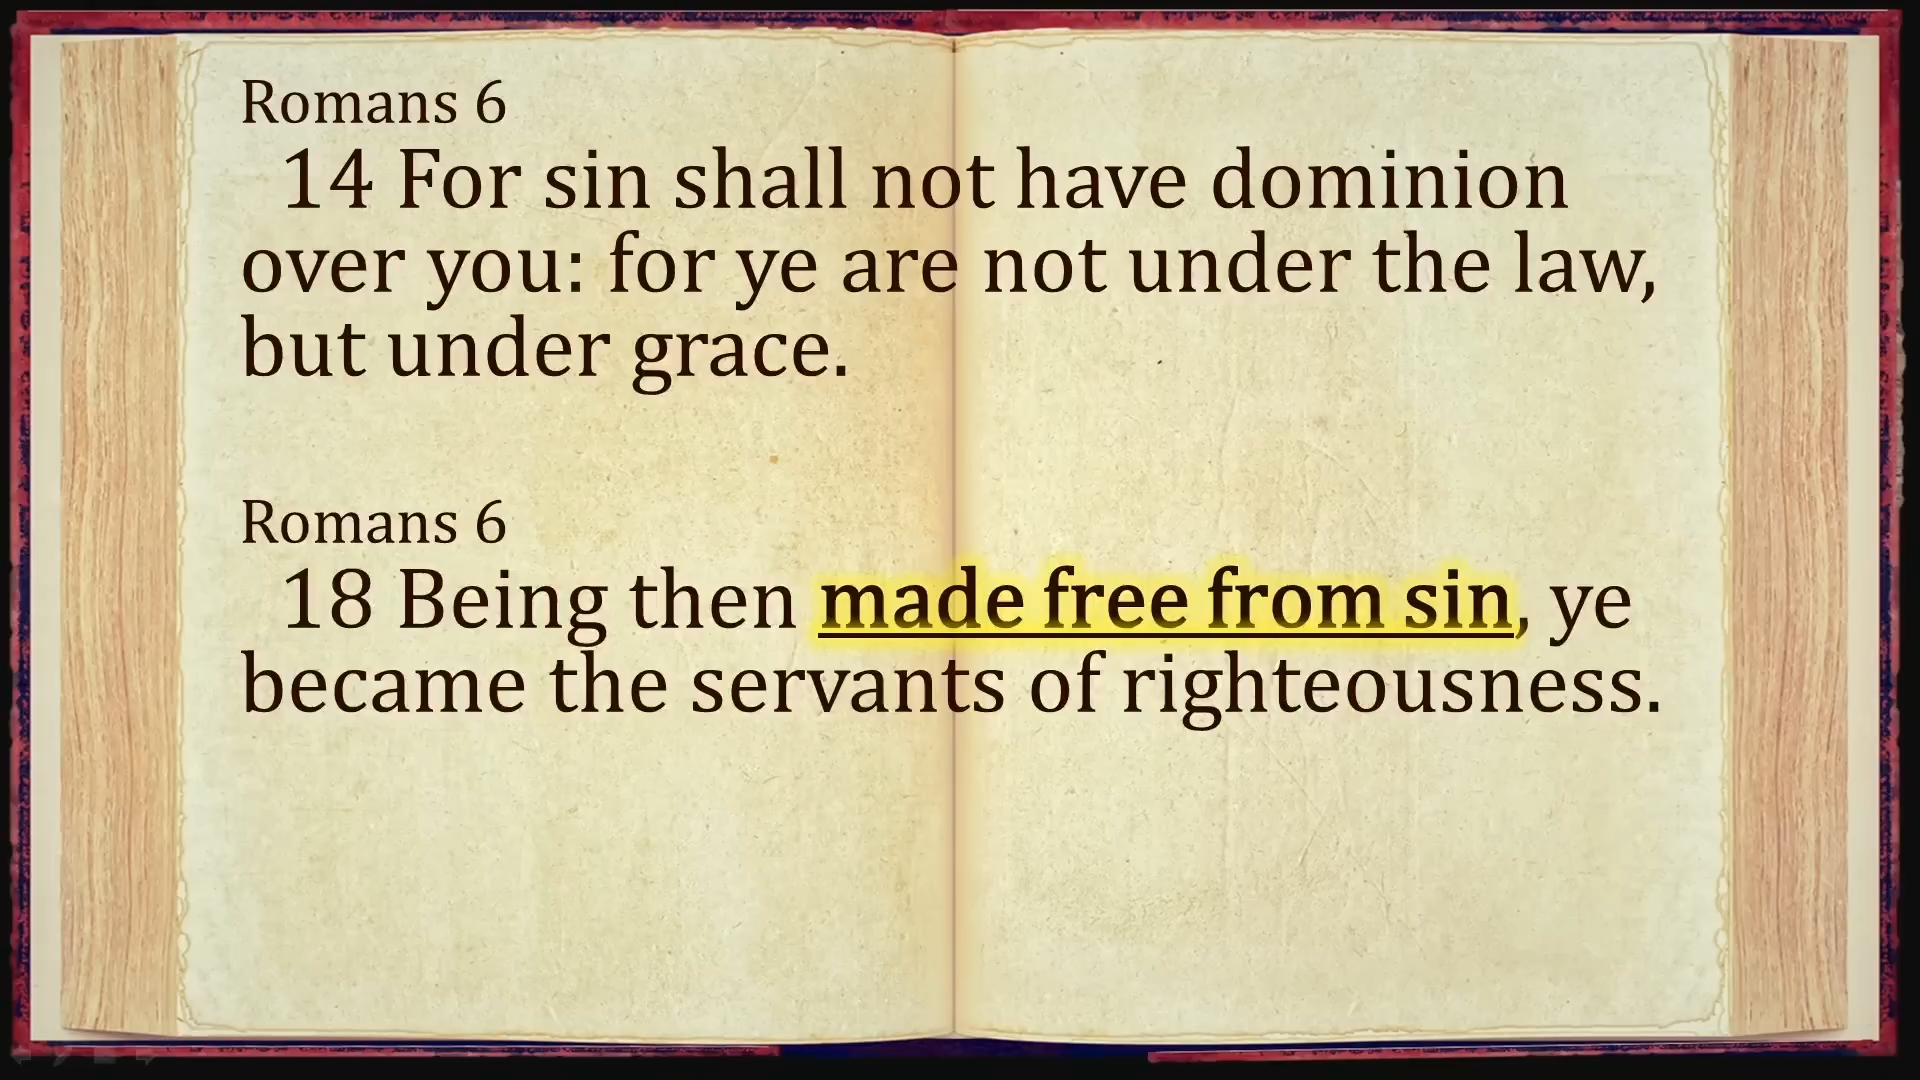 Romans 6
14 For sin shall not have dominion
over you: for ye are not under the law,
but under grace.
Romans 6
18 Being then made free from sin, ye
became the servants of righteousness.